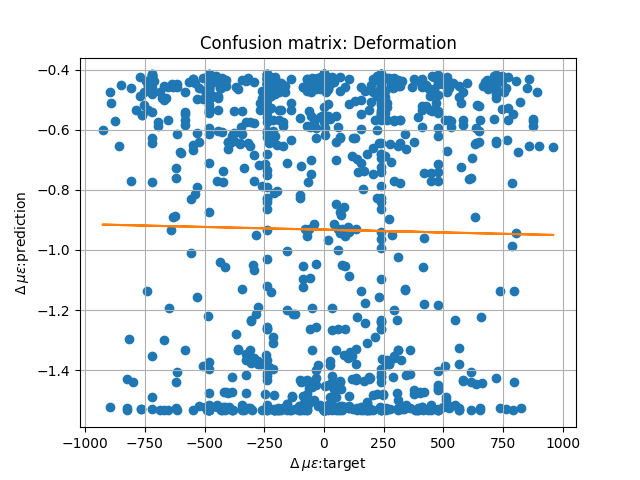 Confusion matrix: Deformation
−0.4
−0.6
−0.8
−1.0
−1.2
−1.4
Δ με:prediction
−1000 −750 −500 −250 0 250 500 750 1000
Δ με:target